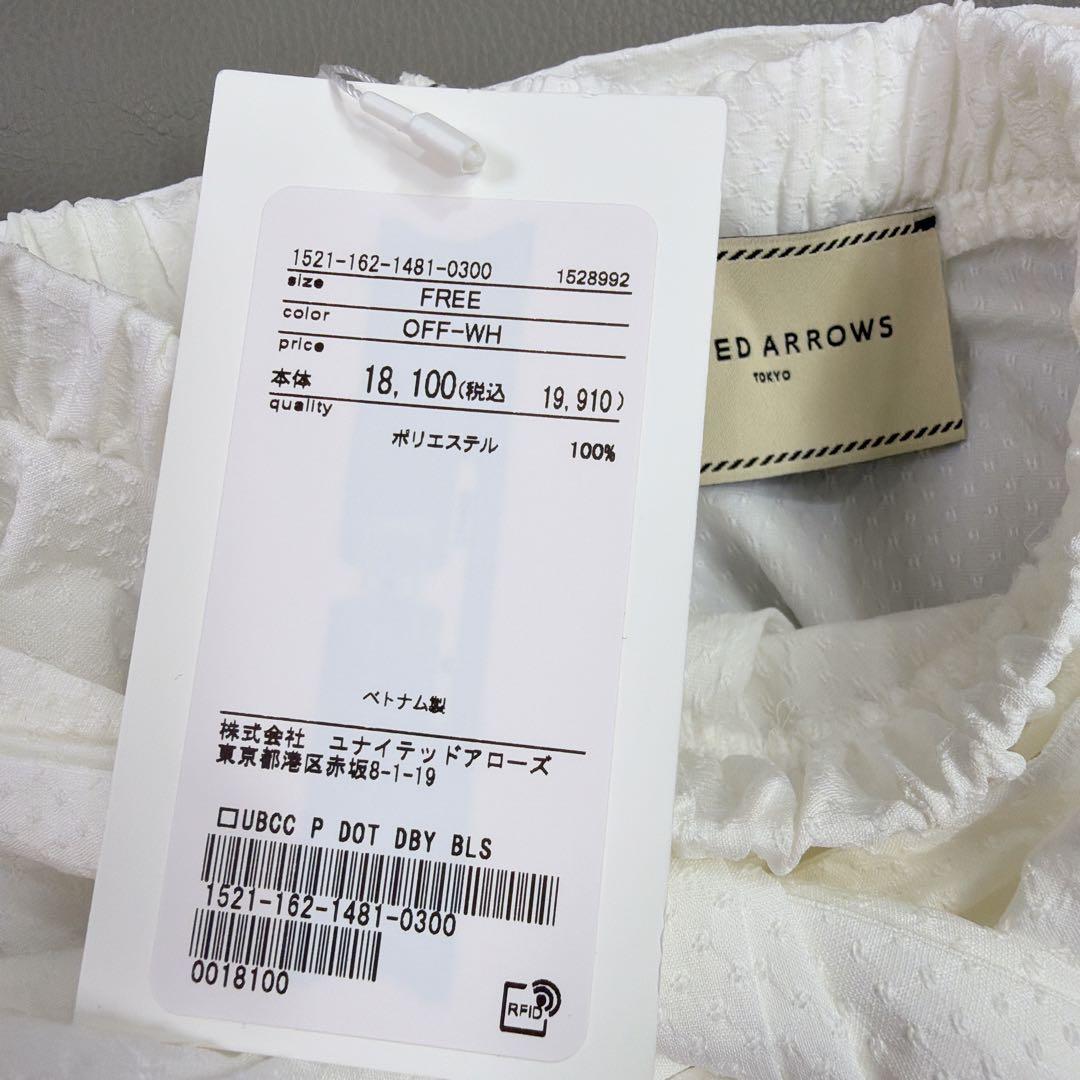 1521-162-1481-0300 1528992
size FREE
color OFF-WH
price
本体 18,100(税込 19,910)
quality
ポリエステル 100%
ベトナム製
株式会社 ユナイテッドアローズ
東京都港区赤坂8-1-19
□UBCC P DOT DBY BLS
1521-162-1481-0300
0018100
RFID
ED ARROWS
TOKYO